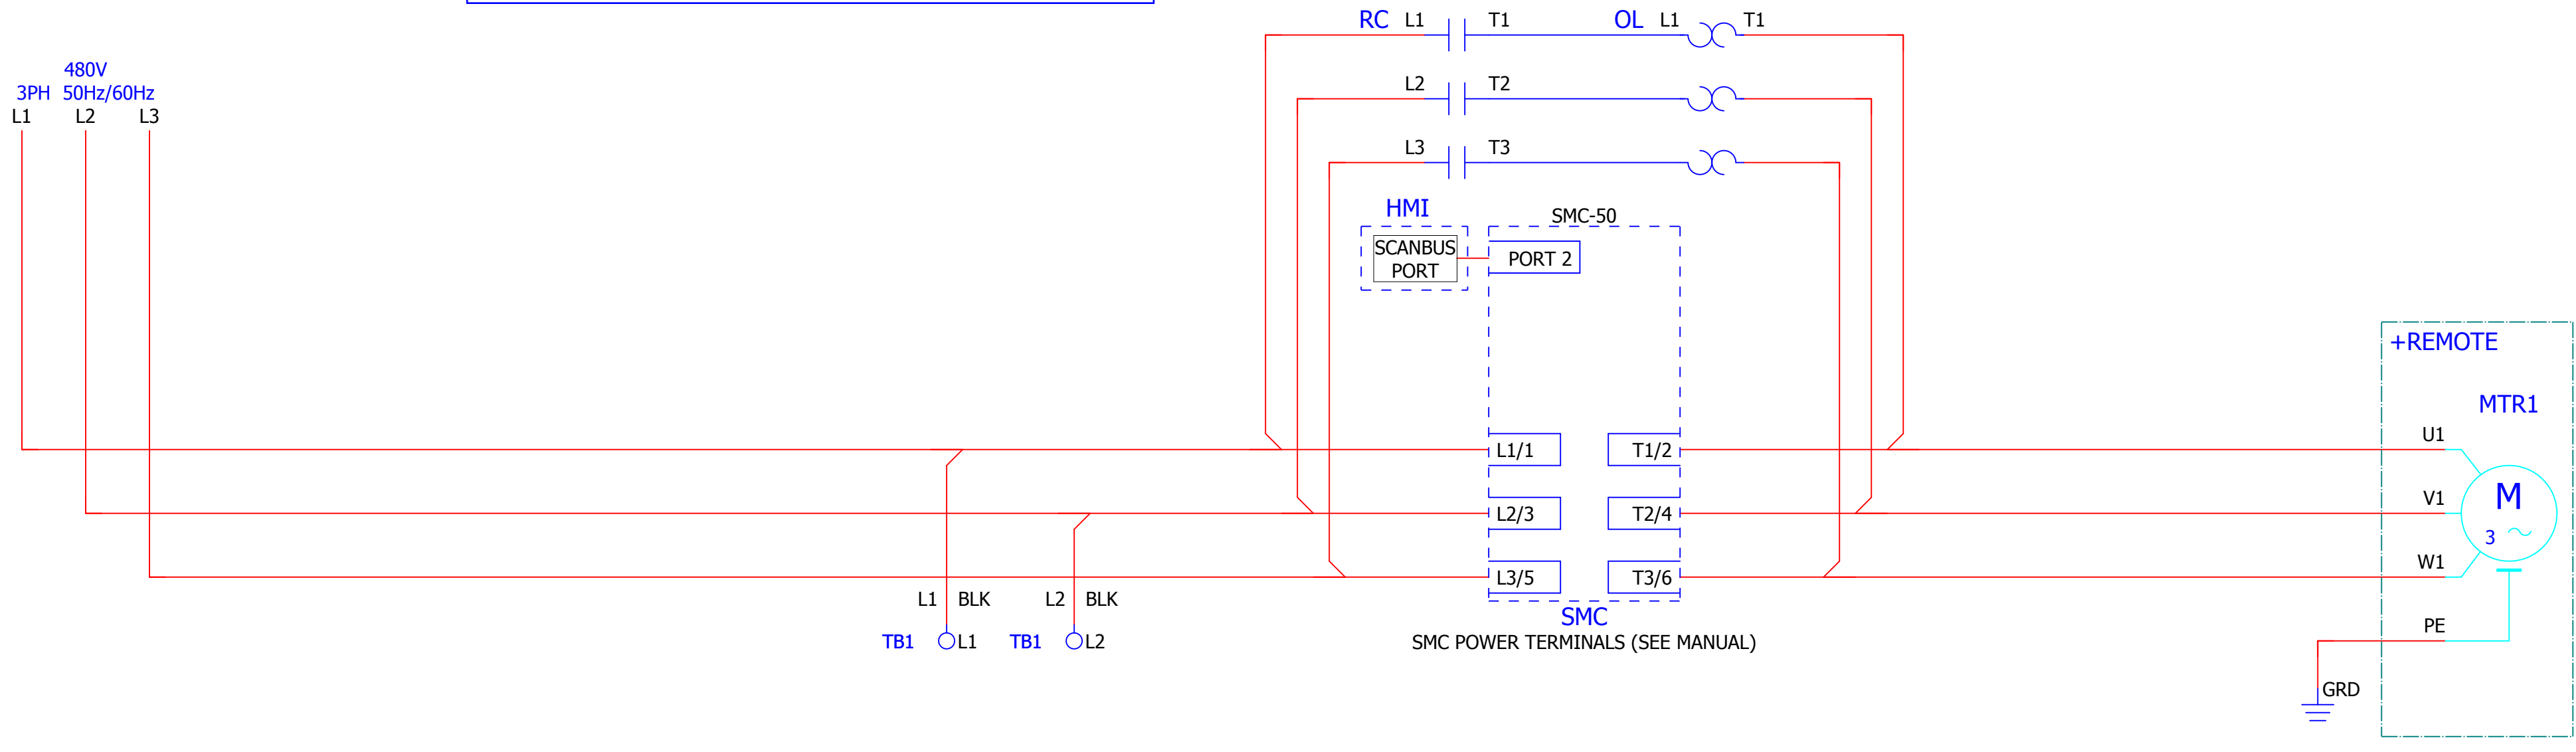 RC L1 T1 OL L1 T1
480V
3PH 50Hz/60Hz
L1 L2 L3
L2 T2
L3 T3
HMI
SCANBUS
PORT
SMC-50
PORT 2
+REMOTE
MTR1
L1/1 T1/2
U1
L2/3 T2/4
V1
M
3
L3/5 T3/6
W1
L1 BLK L2 BLK
SMC
TB1 L1 TB1 L2
SMC POWER TERMINALS (SEE MANUAL)
PE
GRD